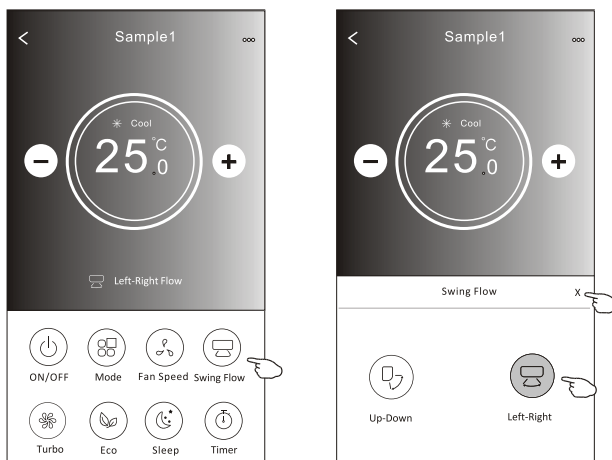 Sample1
Cool
25.0 °C
Left-Right Flow
ON/OFF Mode Fan Speed Swing Flow
Turbo Eco Sleep Timer
Sample1
Cool
25.0 °C
Swing Flow X
Up-Down Left-Right